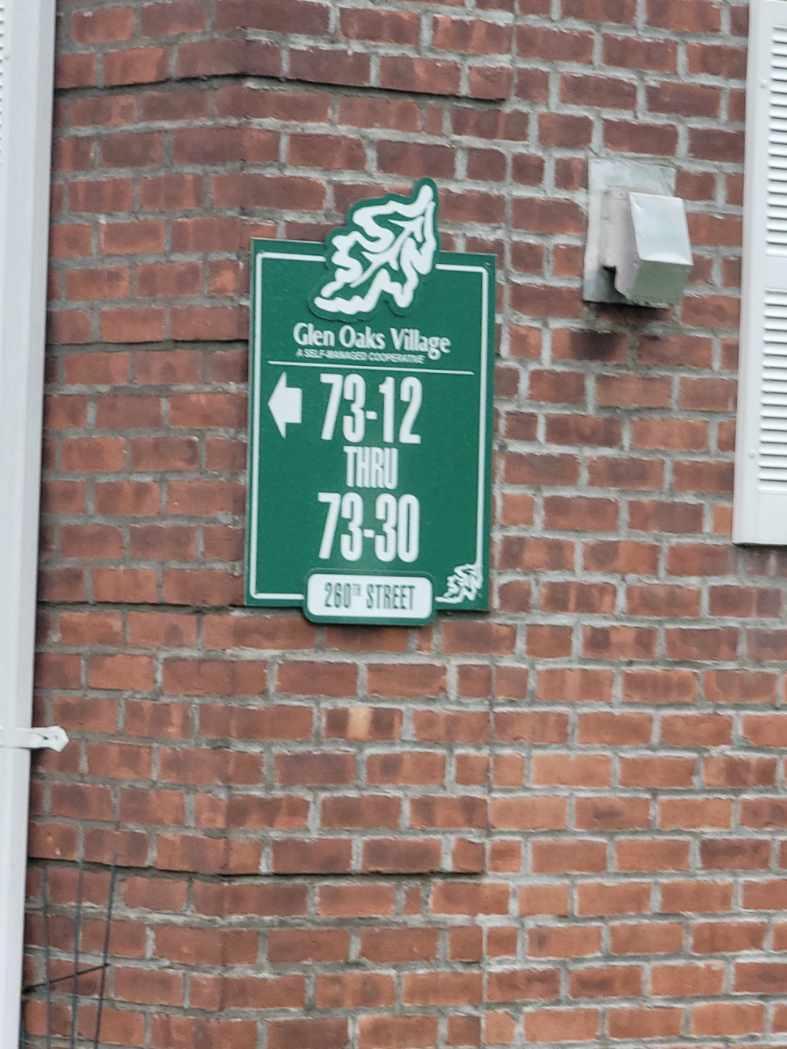 Glen Oaks Village
A SELF-MANAGED COOPERATIVE
73-12
THRU
73-30
260TH STREET